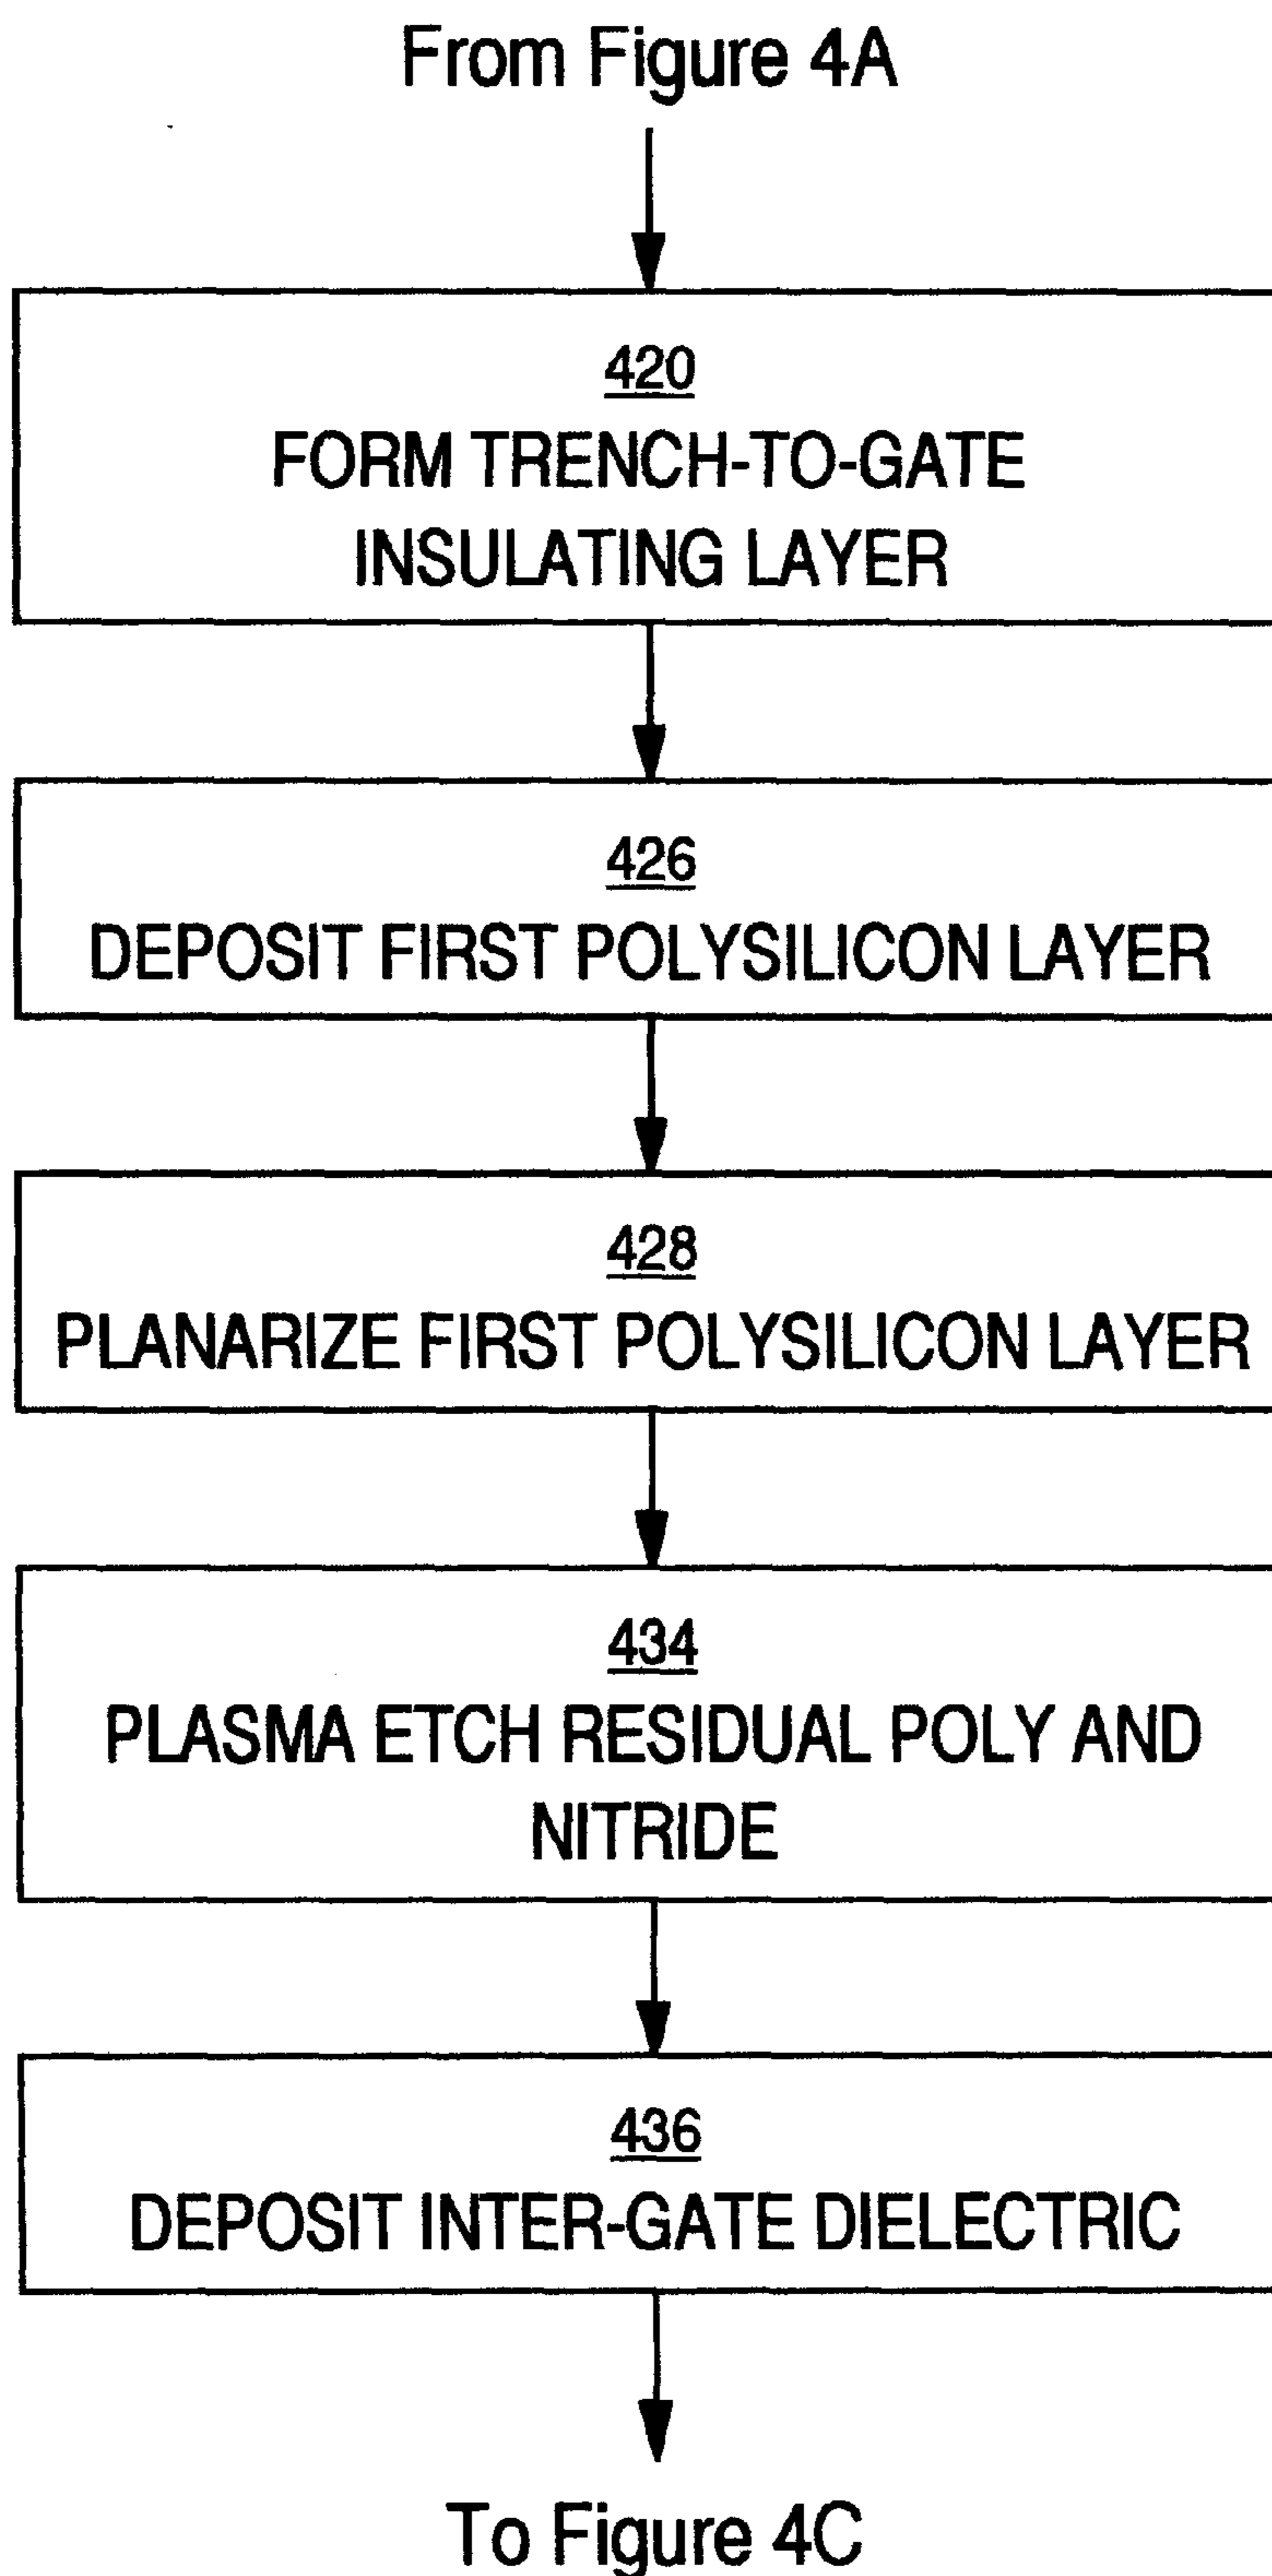 From Figure 4A
420
FORM TRENCH-TO-GATE
INSULATING LAYER
426
DEPOSIT FIRST POLYSILICON LAYER
428
PLANARIZE FIRST POLYSILICON LAYER
434
PLASMA ETCH RESIDUAL POLY AND
NITRIDE
436
DEPOSIT INTER-GATE DIELECTRIC
To Figure 4C